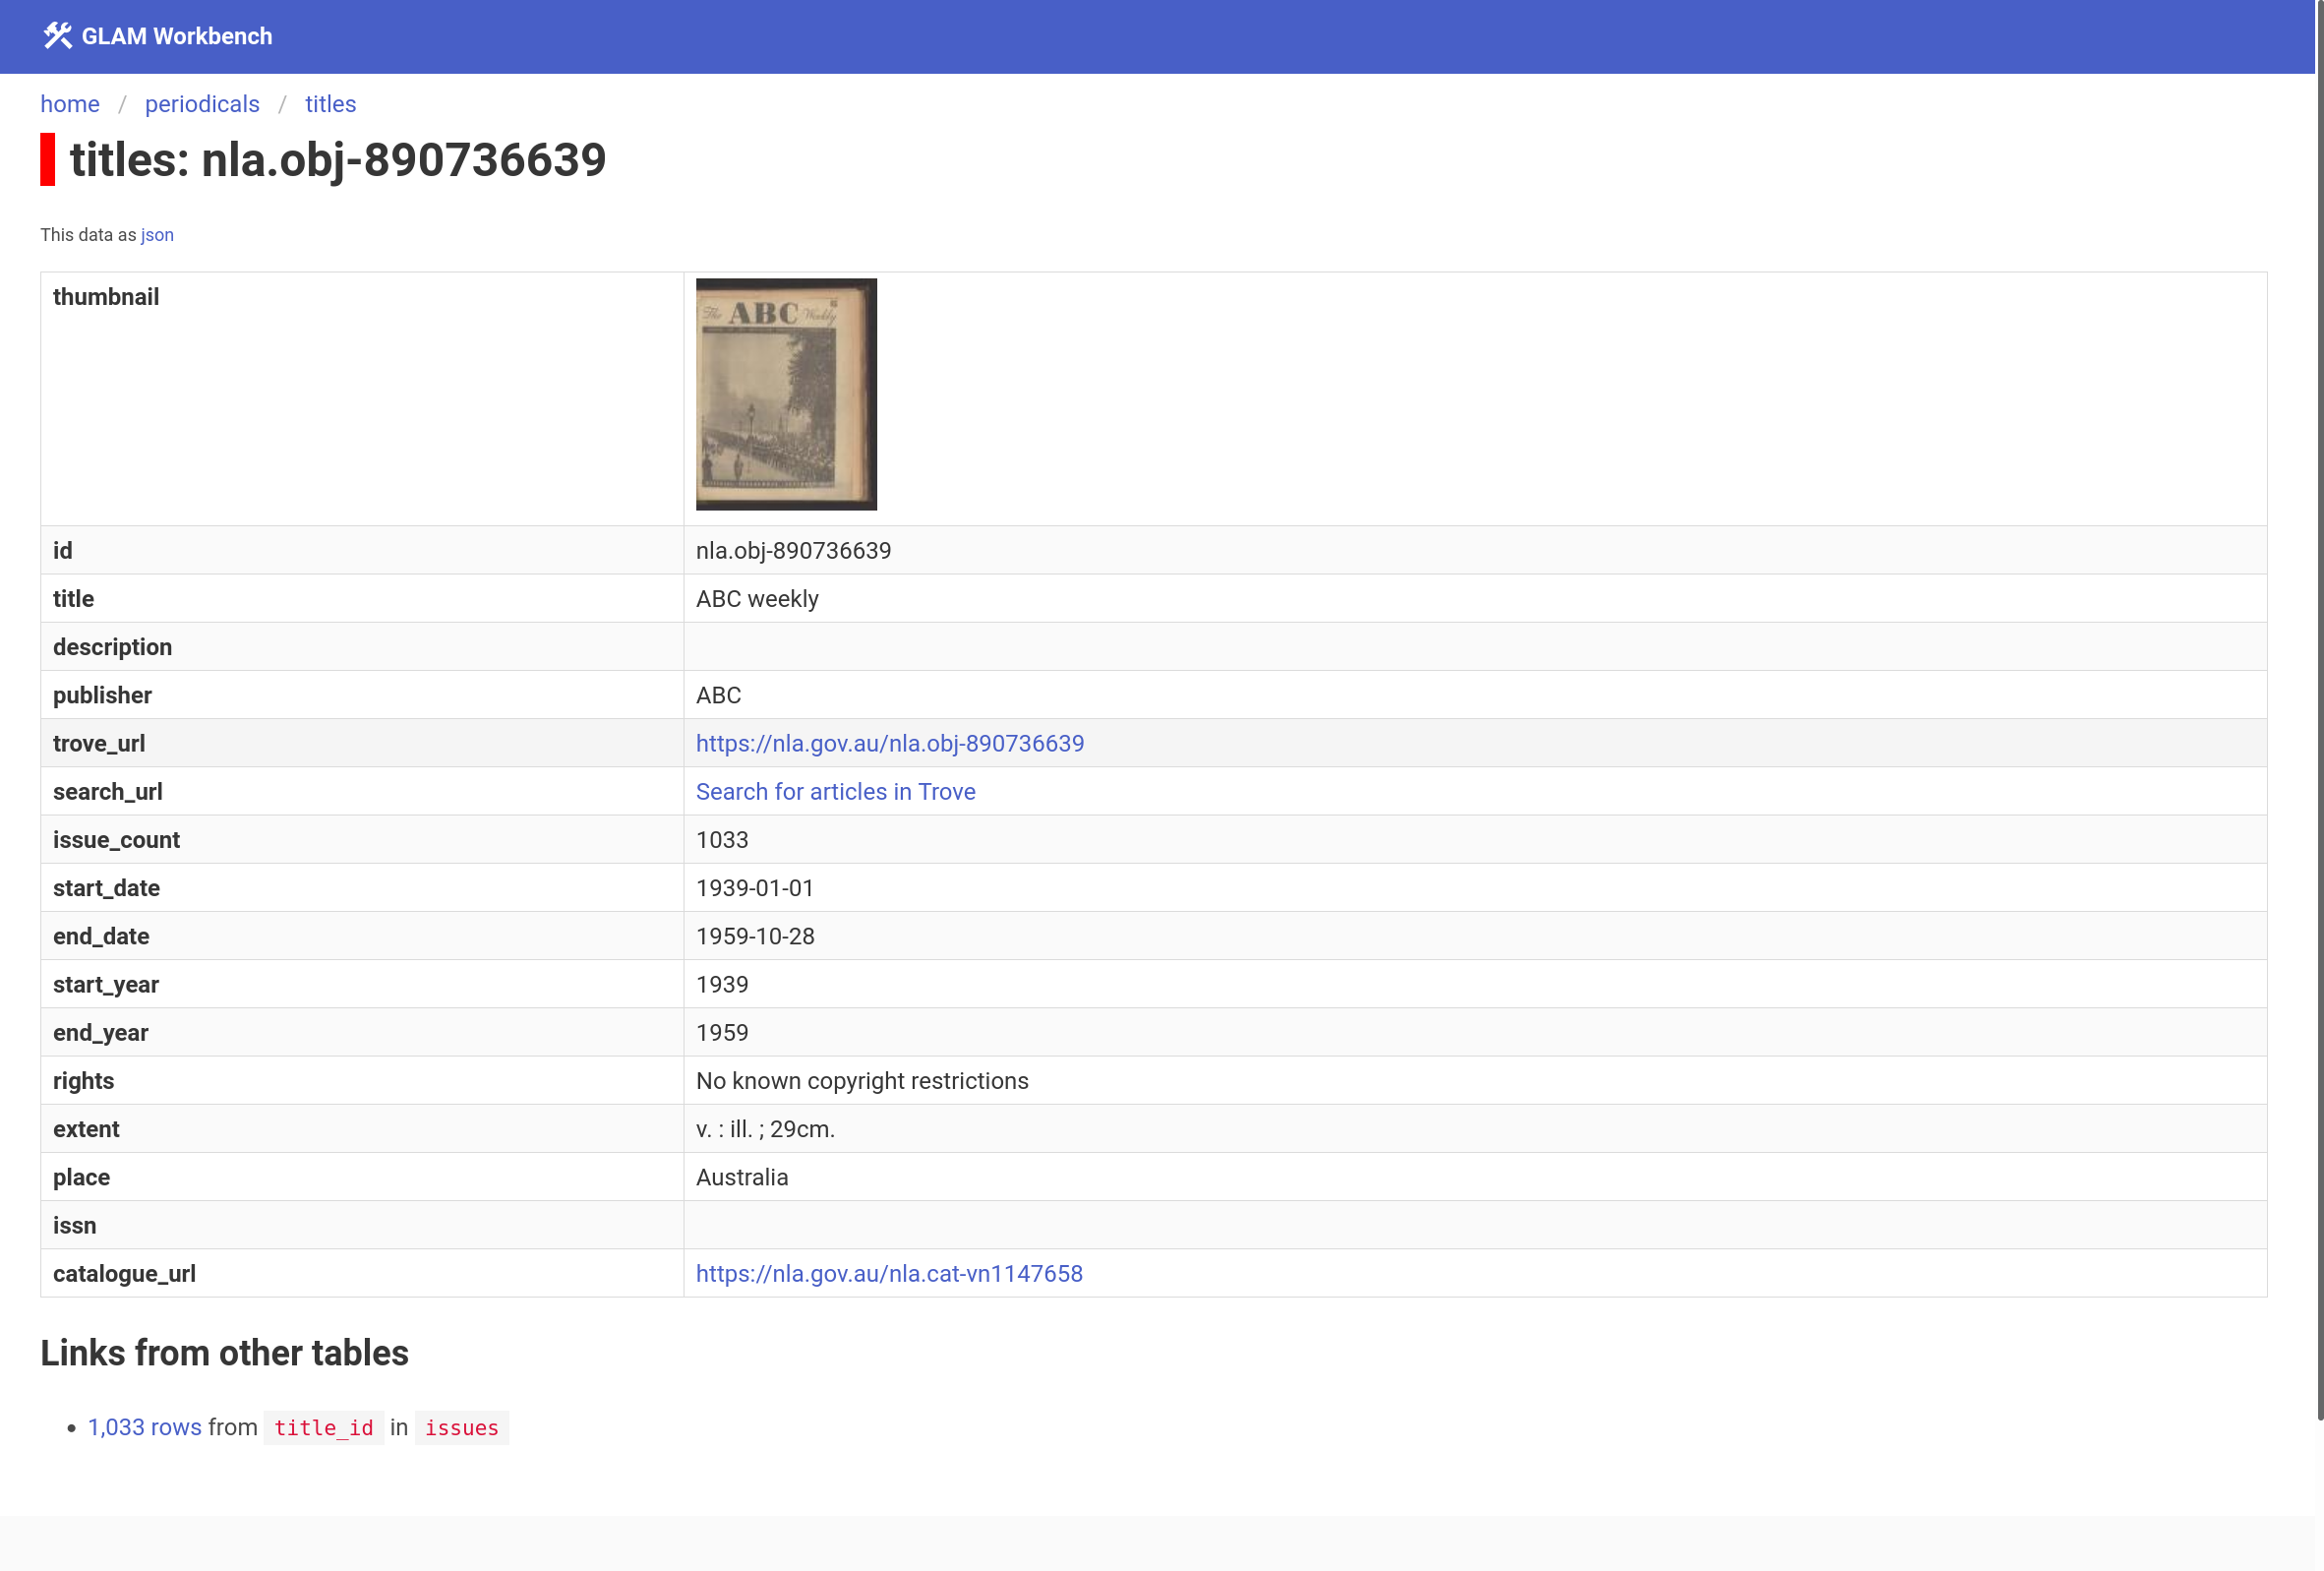 GLAM Workbench
home / periodicals / titles
titles: nla.obj-890736639
This data as json
thumbnail
The ABC Weekly
id nla.obj-890736639
title ABC weekly
description
publisher ABC
trove_url https://nla.gov.au/nla.obj-890736639
search_url Search for articles in Trove
issue_count 1033
start_date 1939-01-01
end_date 1959-10-28
start_year 1939
end_year 1959
rights No known copyright restrictions
extent v. : ill. ; 29cm.
place Australia
issn
catalogue_url https://nla.gov.au/nla.cat-vn1147658
Links from other tables
• 1,033 rows from title_id in issues